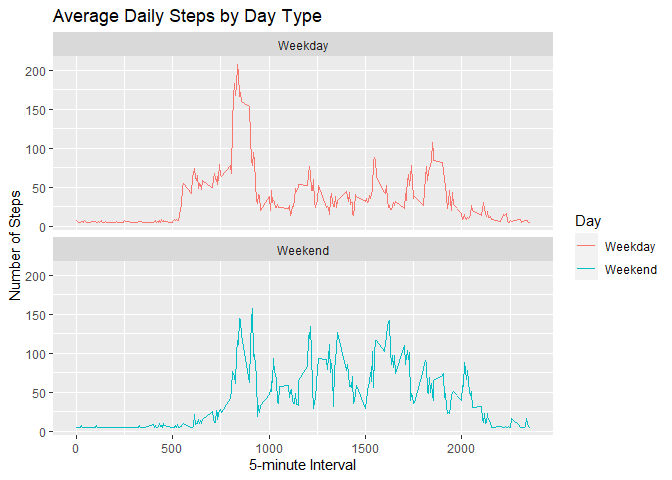 Average Daily Steps by Day Type
Weekday
200
150
100
50
0
Weekend
200
150
100
50
0
0 500 1000 1500 2000
5-minute Interval
Number of Steps
Day
Weekday
Weekend